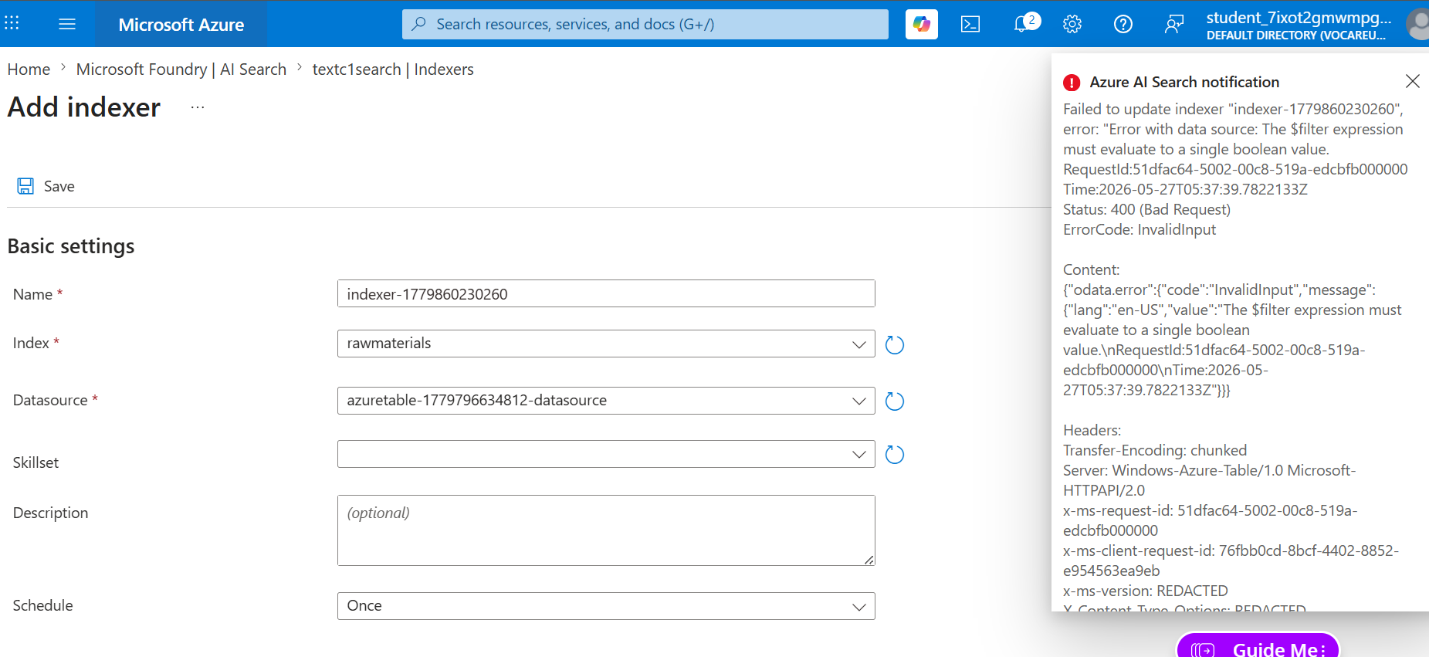 Microsoft Azure
Search resources, services, and docs (G+/)
2
student_7ixot2gmwmpg...
DEFAULT DIRECTORY (VOCAREU...
Home > Microsoft Foundry | AI Search > textc1search | Indexers
Add indexer ...
Save
Basic settings
Name *
indexer-1779860230260
Index *
rawmaterials
Datasource *
azuretable-1779796634812-datasource
Skillset
Description
(optional)
Schedule
Once
Azure AI Search notification
Failed to update indexer "indexer-1779860230260",
error: "Error with data source: The $filter expression
must evaluate to a single boolean value.
RequestId:51dfac64-5002-00c8-519a-edcbfb000000
Time:2026-05-27T05:37:39.7822133Z
Status: 400 (Bad Request)
ErrorCode: InvalidInput
Content:
{"odata.error":{"code":"InvalidInput","message":
{"lang":"en-US","value":"The $filter expression must
evaluate to a single boolean
value.\nRequestId:51dfac64-5002-00c8-519a-
edcbfb000000\nTime:2026-05-
27T05:37:39.7822133Z"}}}
Headers:
Transfer-Encoding: chunked
Server: Windows-Azure-Table/1.0 Microsoft-
HTTPAPI/2.0
x-ms-request-id: 51dfac64-5002-00c8-519a-
edcbfb000000
x-ms-client-request-id: 76fbb0cd-8bcf-4402-8852-
e954563ea9eb
x-ms-version: REDACTED
X-Content-Type-Options: REDACTED
Guide Me